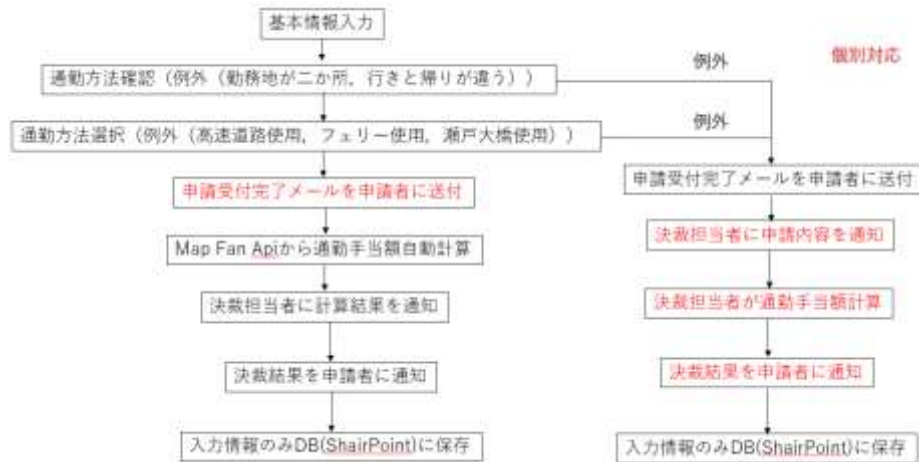 基本情報入力
通勤方法確認（例外（勤務地が二か所，行きと帰りが違う））
例外
個別対応
通勤方法選択（例外（高速道路使用，フェリー使用，瀬戸大橋使用））
例外
申請受付完了メールを申請者に送付
Map Fan Apiから通勤手当額自動計算
決裁担当者に計算結果を通知
決裁結果を申請者に通知
入力情報のみDB(ShairPoint)に保存
申請受付完了メールを申請者に送付
決裁担当者に申請内容を通知
決裁担当者が通勤手当額計算
決裁結果を申請者に通知
入力情報のみDB(ShairPoint)に保存